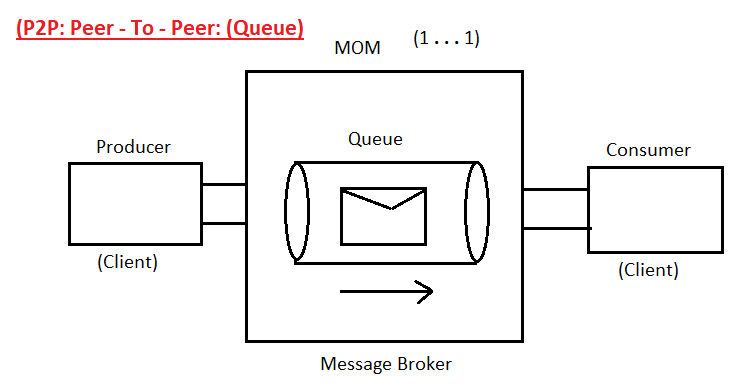 (P2P: Peer - To - Peer: (Queue)
MOM
(1 . . . 1)
Producer
Queue
Consumer
(Client)
(Client)
Message Broker